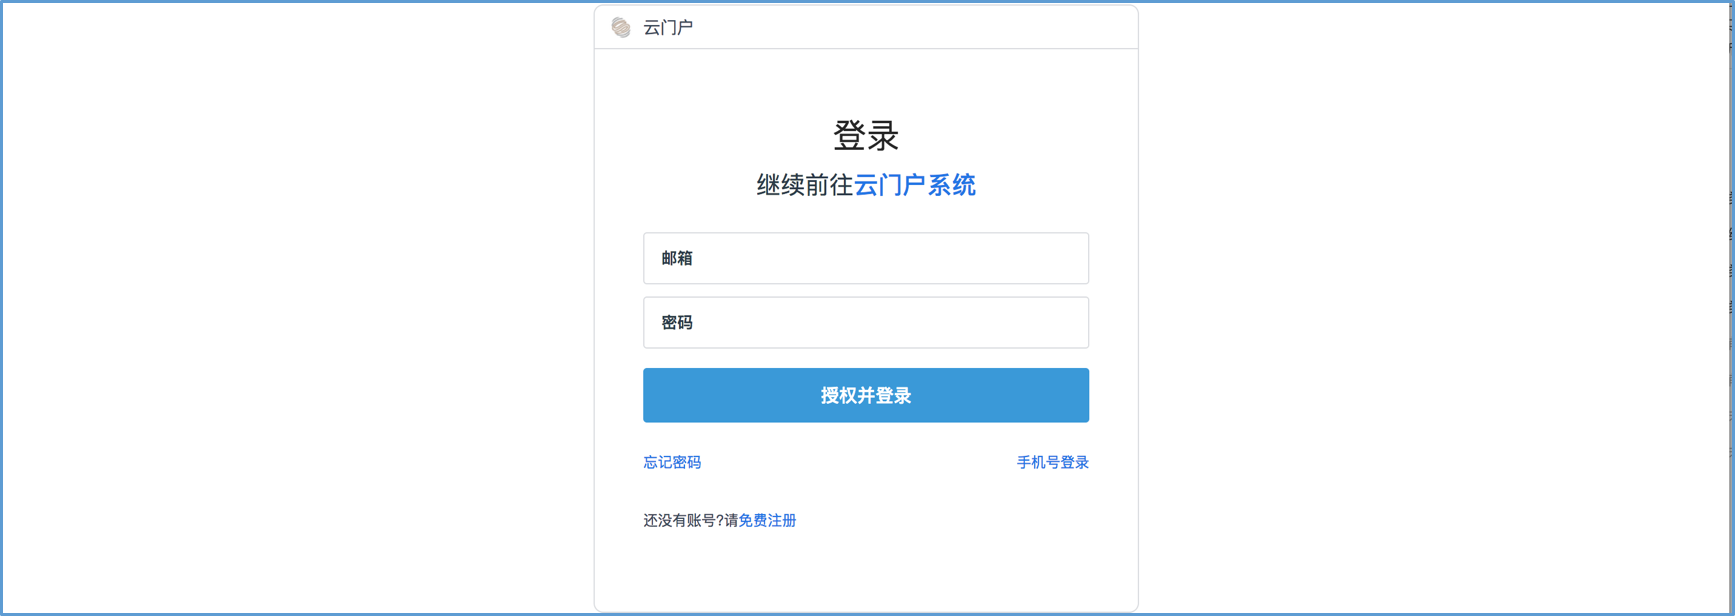 云门户
登录
继续前往云门户系统
邮箱
密码
授权并登录
忘记密码 手机号登录
还没有账号?请免费注册